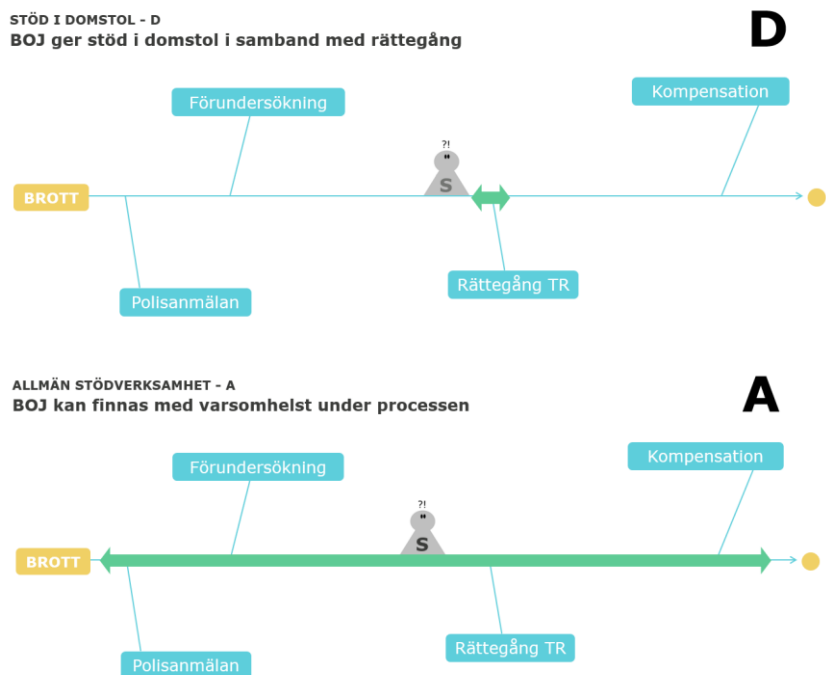 STÖD I DOMSTOL - D
BOJ ger stöd i domstol i samband med rättegång
D
Kompensation
Förundersökning
?!
"
S
BROTT
Rättegång TR
Polisanmälan
ALLMÄN STÖDVERKSAMHET - A
BOJ kan finnas med varsomhelst under processen
A
Kompensation
Förundersökning
?!
"
S
BROTT
Rättegång TR
Polisanmälan